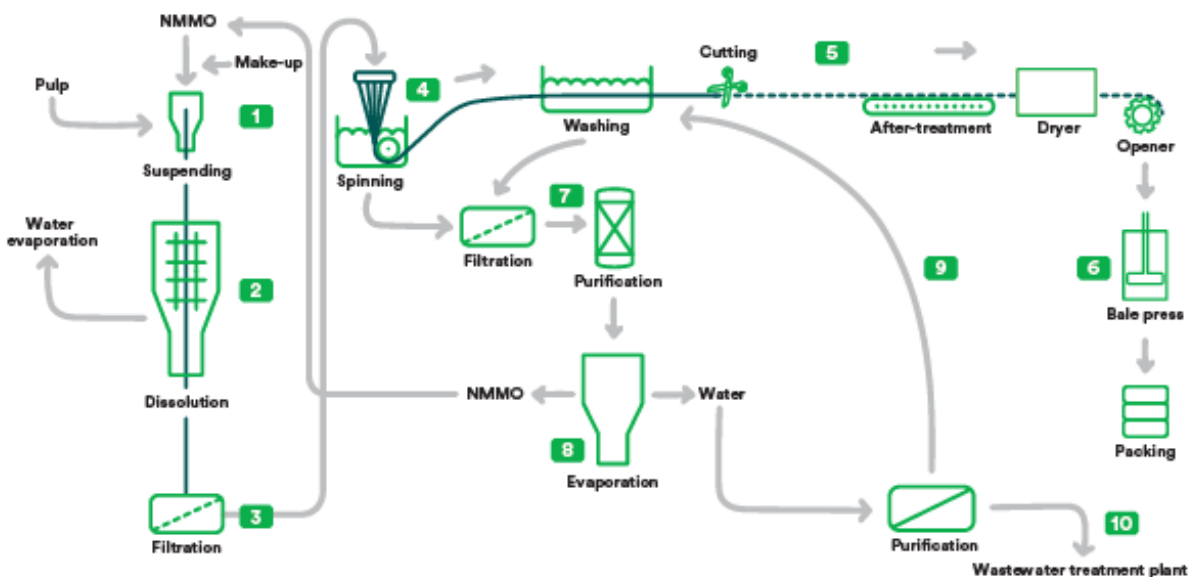 NMMO
Make-up
Pulp
1
Suspending
Water
evaporation
2
Dissolution
3
Filtration
4
Spinning
Washing
Cutting
5
After-treatment
Dryer
Opener
6
Bale press
Packing
7
Filtration
Purification
NMMO
Water
8
Evaporation
9
Purification
10
Wastewater treatment plant